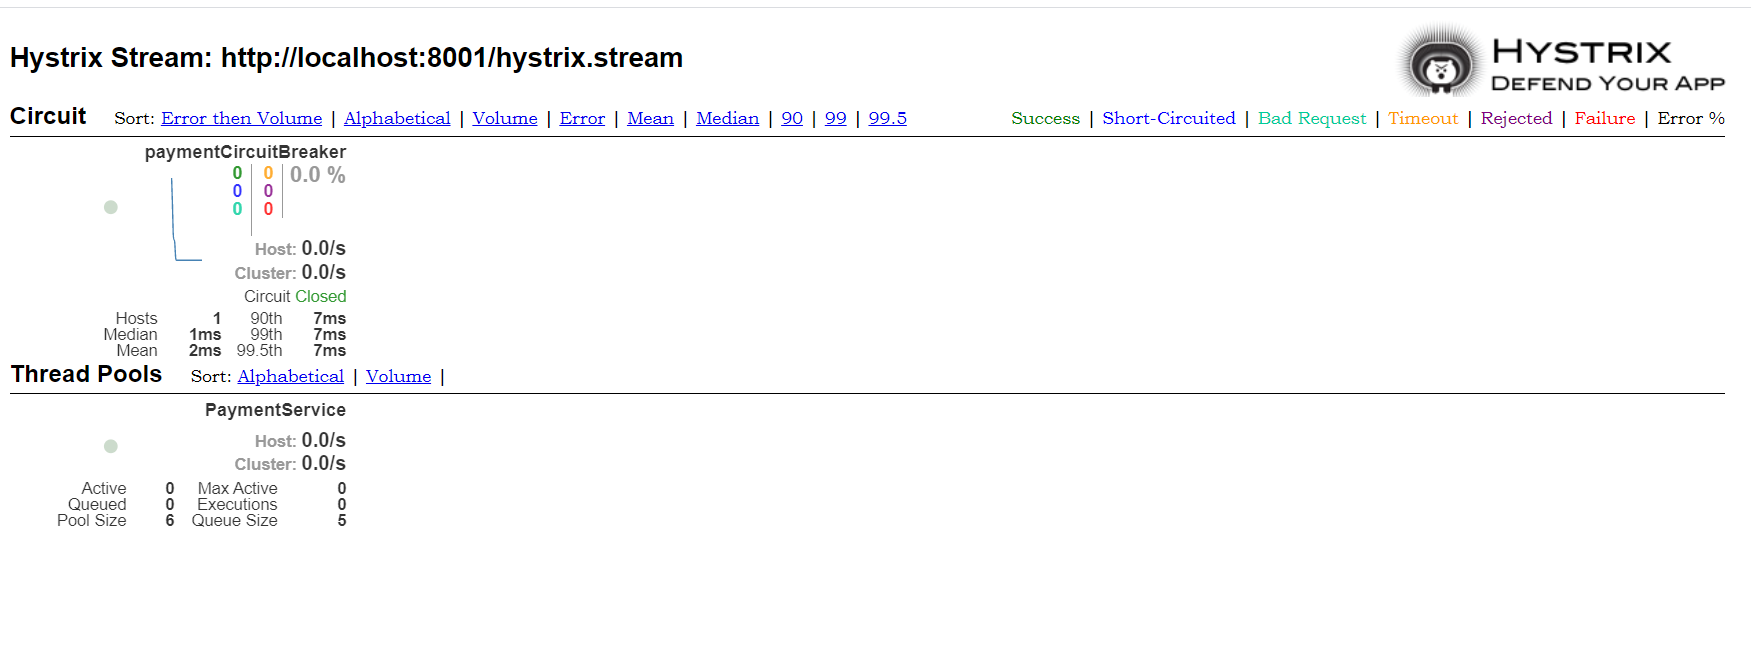 Hystrix Stream: http://localhost:8001/hystrix.stream
HYSTRIX
DEFEND YOUR APP
Circuit Sort: Error then Volume | Alphabetical | Volume | Error | Mean | Median | 90 | 99 | 99.5
Success | Short-Circuited | Bad Request | Timeout | Rejected | Failure | Error %
paymentCircuitBreaker
0 0 0.0 %
0 0
0 0
Host: 0.0/s
Cluster: 0.0/s
Circuit Closed
Hosts 1 90th 7ms
Median 1ms 99th 7ms
Mean 2ms 99.5th 7ms
Thread Pools Sort: Alphabetical | Volume |
PaymentService
Host: 0.0/s
Cluster: 0.0/s
Active 0 Max Active 0
Queued 0 Executions 0
Pool Size 6 Queue Size 5